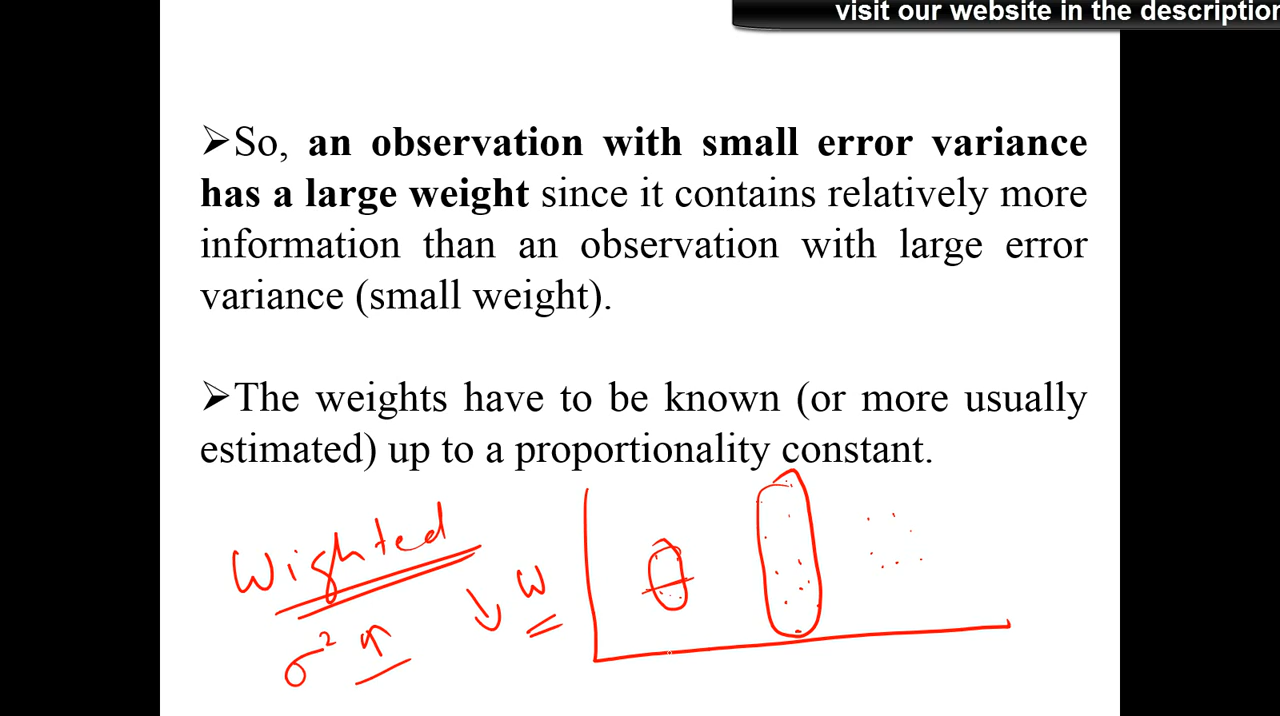 visit our website in the description
➢So, an observation with small error variance
has a large weight since it contains relatively more
information than an observation with large error
variance (small weight).
➢The weights have to be known (or more usually
estimated) up to a proportionality constant.
Wighted
σ² ↑ ↓ w